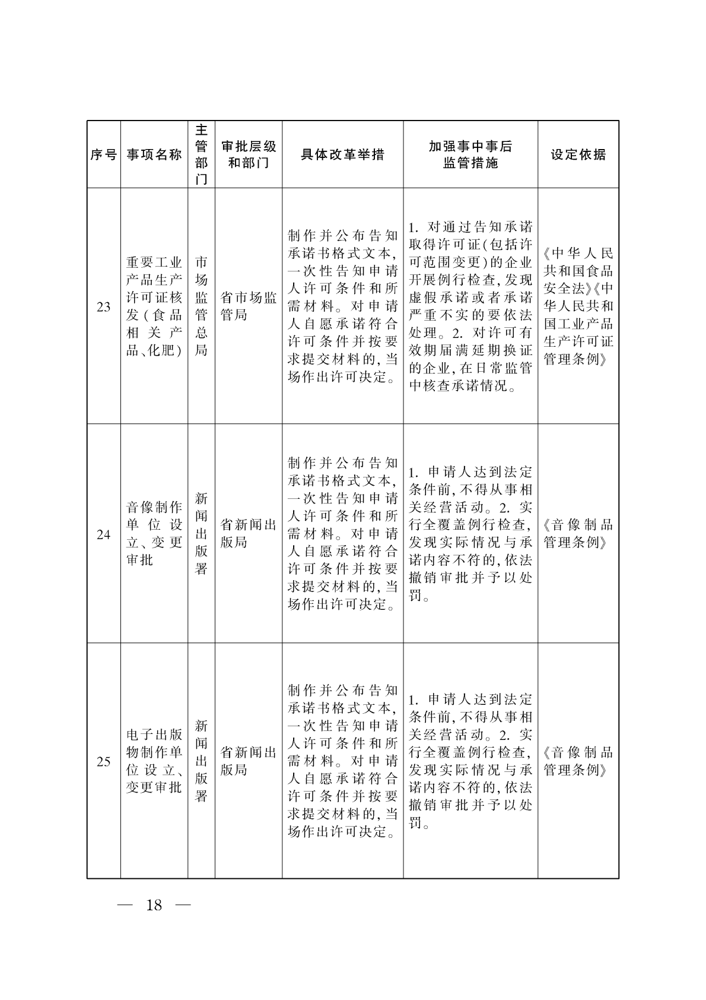 序号
事项名称
主
管
部
门
审批层级
和部门
具体改革举措
加强事中事后
监管措施
设定依据
23
重要工业
产品生产
许可证核
发(食品
相关产
品、化肥)
市
场
监
管
总
局
省市场监
管局
制作并公布告知
承诺书格式文本,
一次性告知申请
人许可条件和所
需材料。对申请
人自愿承诺符合
许可条件并按要
求提交材料的,当
场作出许可决定。
1. 对通过告知承诺
取得许可证(包括许
可范围变更)的企业
开展例行检查,发现
虚假承诺或者承诺
严重不实的要依法
处理。2. 对许可有
效期届满延期换证
的企业,在日常监管
中核查承诺情况。
《中华人民
共和国食品
安全法》《中
华人民共和
国工业产品
生产许可证
管理条例》
24
音像制作
单位设
立、变更
审批
新
闻
出
版
署
省新闻出
版局
制作并公布告知
承诺书格式文本,
一次性告知申请
人许可条件和所
需材料。对申请
人自愿承诺符合
许可条件并按要
求提交材料的,当
场作出许可决定。
1. 申请人达到法定
条件前,不得从事相
关经营活动。2. 实
行全覆盖例行检查,
发现实际情况与承
诺内容不符的,依法
撤销审批并予以处
罚。
《音像制品
管理条例》
25
电子出版
物制作单
位设立、
变更审批
新
闻
出
版
署
省新闻出
版局
制作并公布告知
承诺书格式文本,
一次性告知申请
人许可条件和所
需材料。对申请
人自愿承诺符合
许可条件并按要
求提交材料的,当
场作出许可决定。
1. 申请人达到法定
条件前,不得从事相
关经营活动。2. 实
行全覆盖例行检查,
发现实际情况与承
诺内容不符的,依法
撤销审批并予以处
罚。
《音像制品
管理条例》
— 18 —